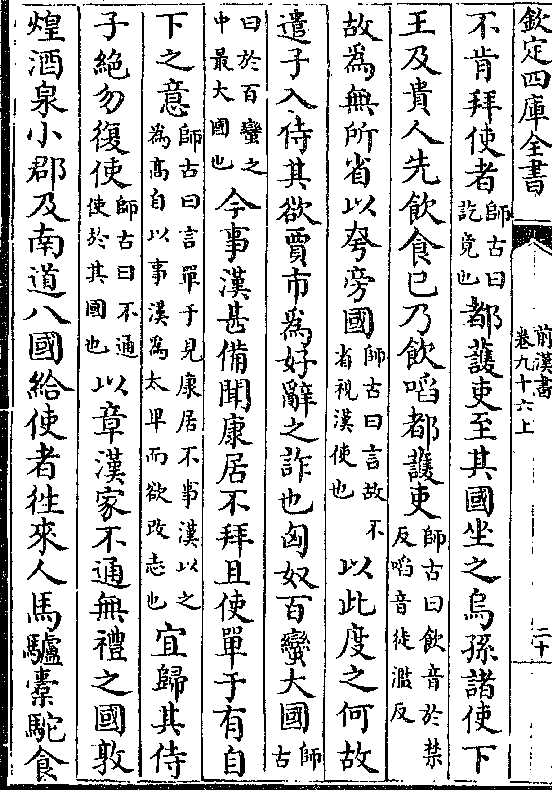 欽定四庫全書
前漢書
卷九十六上
二十
不肯拜使者師古曰訖竟也都護吏至其國坐之烏孫諸使下
王及貴人先飲食已乃飲啗都護吏師古曰飲音於禁反啗音徒濫反
故為無所省以夸旁國師古曰言故不省視漢使也以此度之何故
遣子入侍其欲賈市為好辭之詐也匈奴百蠻大國師古
曰於百蠻之中最大國也今事漢甚備聞康居不拜且使單于有自
下之意師古曰言單于見康居不事漢以之為高自以事漢為太卑而欲改志也宜歸其侍
子絶勿復使師古曰不通使於其國也以章漢家不通無禮之國敦
煌酒泉小郡及南道八國給使者徃來人馬驢橐駝食